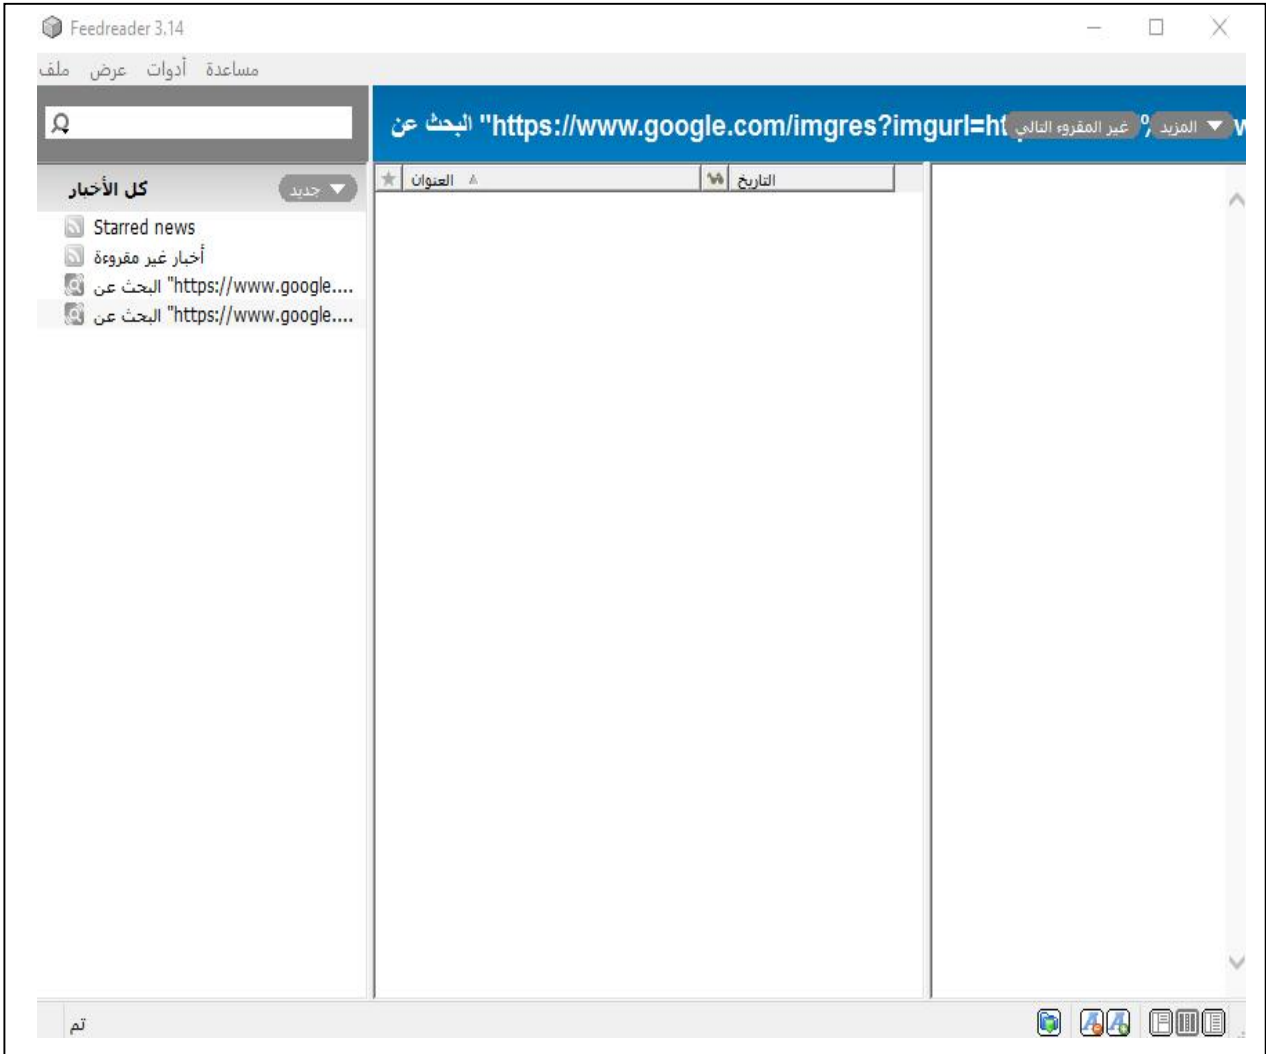 Feedreader 3.14
ملف عرض أدوات مساعدة
البحث عن "https://www.google.com/imgres?imgurl=ht
غير المقروء التالي
المزيد
كل الأخبار
جديد
العنوان
التاريخ
Starred news
أخبار غير مقروءة
البحث عن "https://www.google....
البحث عن "https://www.google....
تم